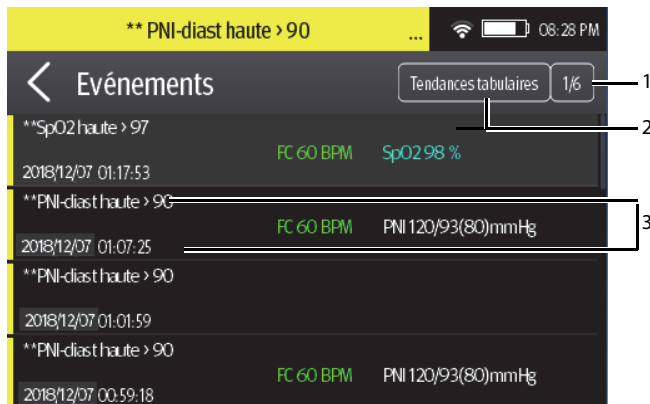 ** PNI-diast haute > 90 ... 08:28 PM
Evénements Tendances tabulaires 1/6 1
2
**SpO2 haute > 97
FC 60 BPM SpO2 98 %
2018/12/07 01:17:53
**PNI-diast haute > 90
FC 60 BPM PNI 120/93(80)mmHg 3
2018/12/07 01:07:25
**PNI-diast haute > 90
2018/12/07 01:01:59
**PNI-diast haute > 90
FC 60 BPM PNI 120/93(80)mmHg
2018/12/07 00:59:18